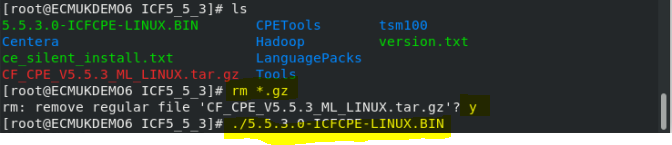 [root@ECMUKDEMO6 ICF5_5_3]# ls
5.5.3.0-ICFCPE-LINUX.BIN CPETools tsm100
Centera Hadoop version.txt
ce_silent_install.txt LanguagePacks
CF_CPE_V5.5.3_ML_LINUX.tar.gz Tools
[root@ECMUKDEMO6 ICF5_5_3]# rm *.gz
rm: remove regular file 'CF_CPE_V5.5.3_ML_LINUX.tar.gz'? y
[root@ECMUKDEMO6 ICF5_5_3]# ./5.5.3.0-ICFCPE-LINUX.BIN